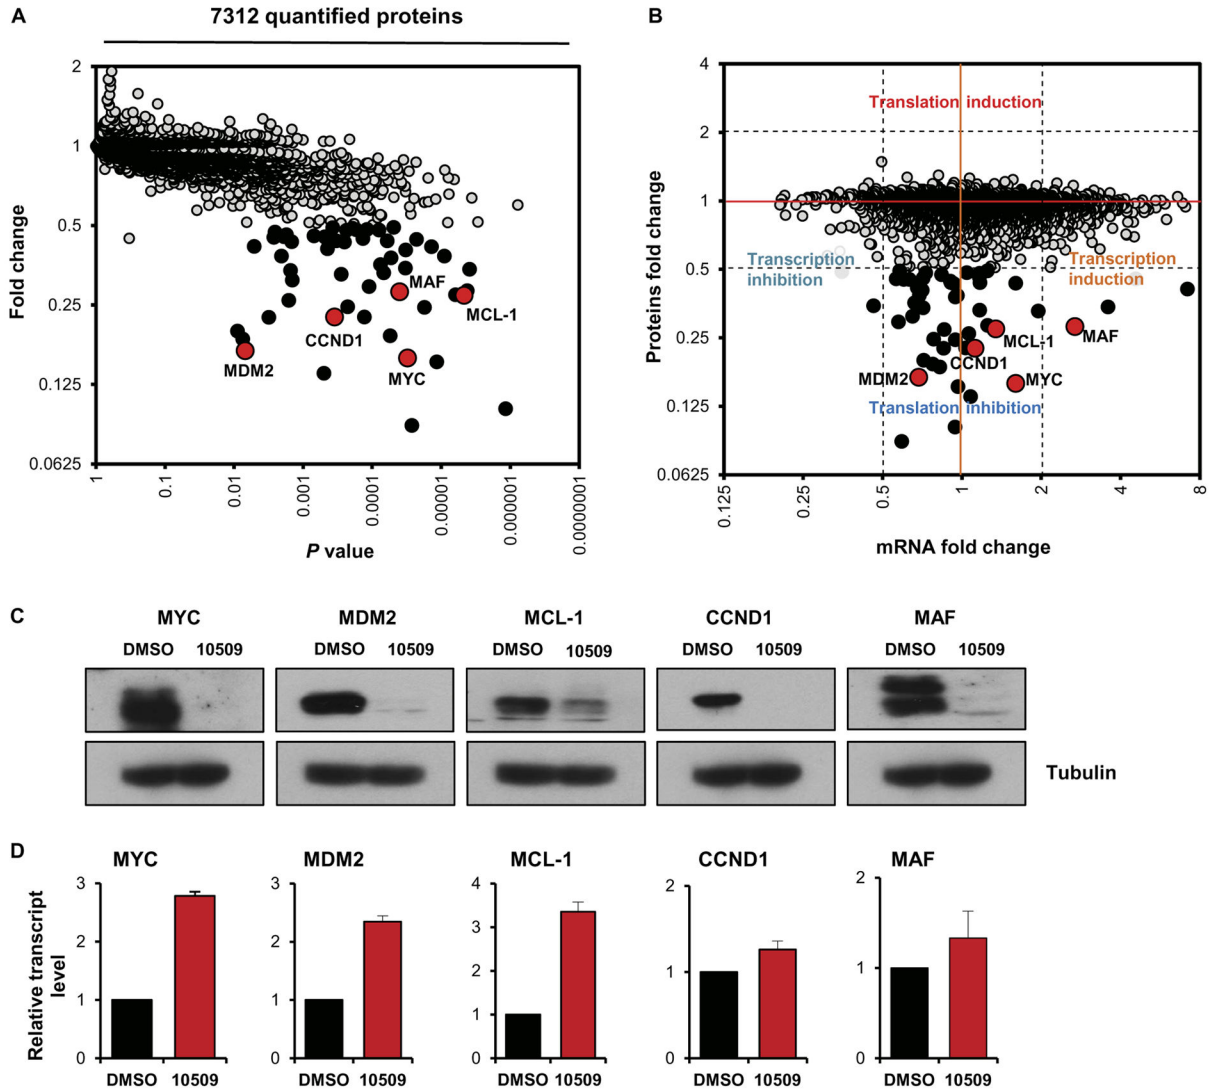 A
7312 quantified proteins
Fold change
2
1
0.5
0.25
0.125
0.0625
MAF
MCL-1
CCND1
MDM2
MYC
1
0.1
0.01
0.001
0.0001
0.00001
0.000001
0.0000001
P value
B
Proteins fold change
4
2
1
0.5
0.25
0.125
0.0625
Translation induction
Transcription
inhibition
Transcription
induction
MCL-1
MAF
CCND1
MDM2
MYC
Translation inhibition
0.125
0.25
0.5
1
2
4
8
mRNA fold change
C
MYC MDM2 MCL-1 CCND1 MAF
DMSO 10509 DMSO 10509 DMSO 10509 DMSO 10509 DMSO 10509
Tubulin
D
Relative transcript
level
MYC
3
2
1
0
DMSO 10509
MDM2
3
2
1
0
DMSO 10509
MCL-1
4
3
2
1
0
DMSO 10509
CCND1
2
1
0
DMSO 10509
MAF
2
1
0
DMSO 10509